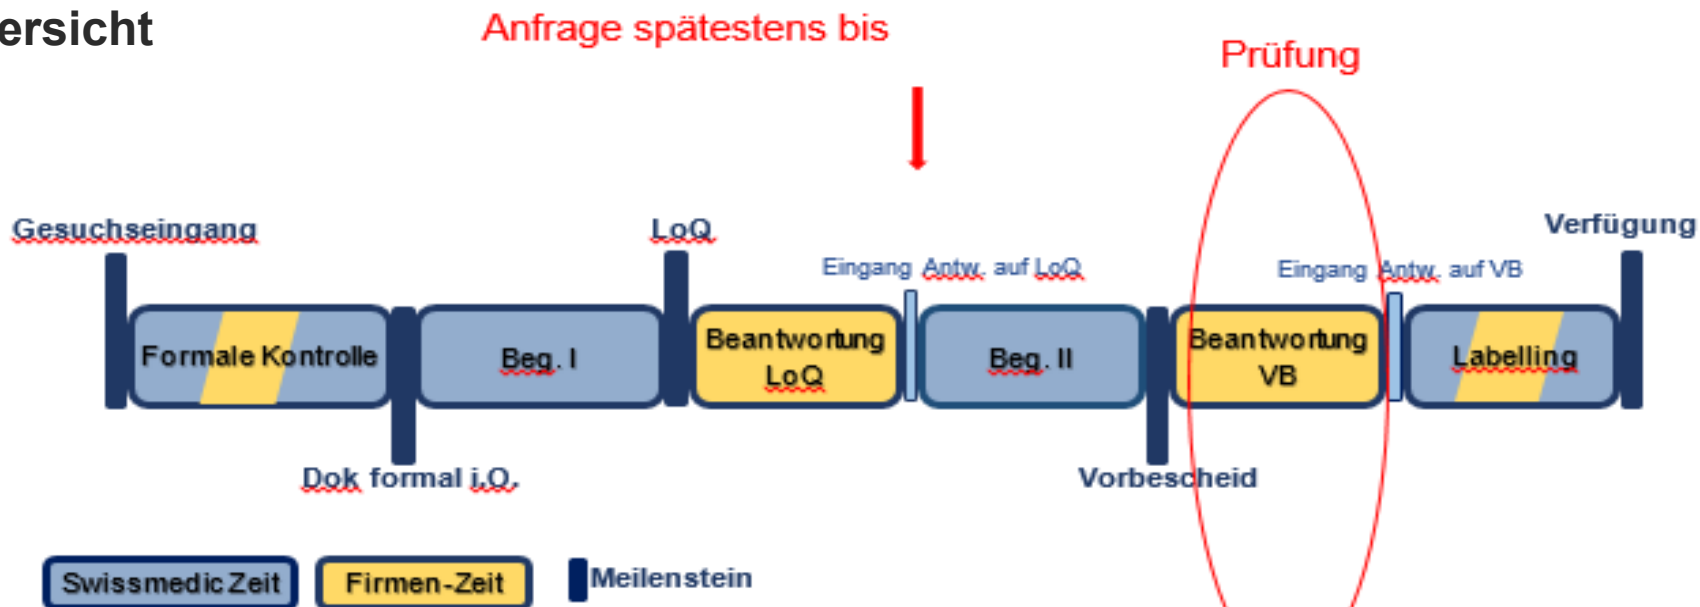 ersicht
Anfrage spätestens bis
Prüfung
Gesuchseingang
LoQ
Verfügung
Eingang Antw. auf LoQ
Eingang Antw. auf VB
Formale Kontrolle
Beg. I
Beantwortung
LoQ
Beg. II
Beantwortung
VB
Labelling
Dok formal i.O.
Vorbescheid
Swissmedic Zeit
Firmen-Zeit
Meilenstein